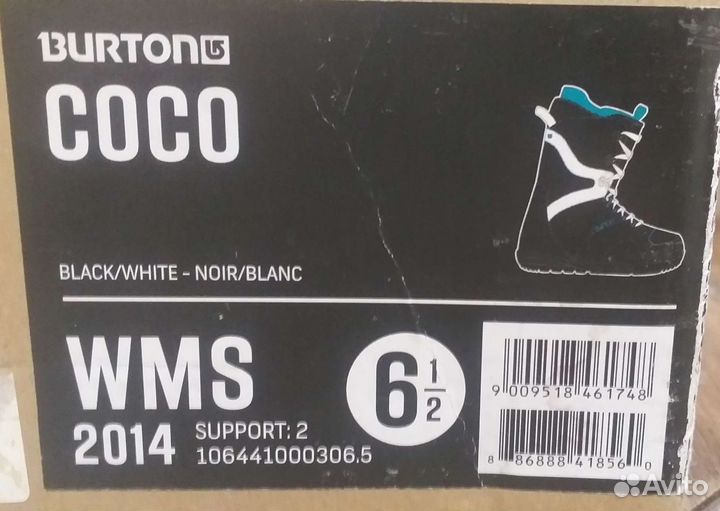 BURTON
COCO
BLACK/WHITE - NOIR/BLANC
WMS
2014
SUPPORT: 2
106441000306.5
6 1/2
9 009518 461748
8 86888 41856 0
Avito